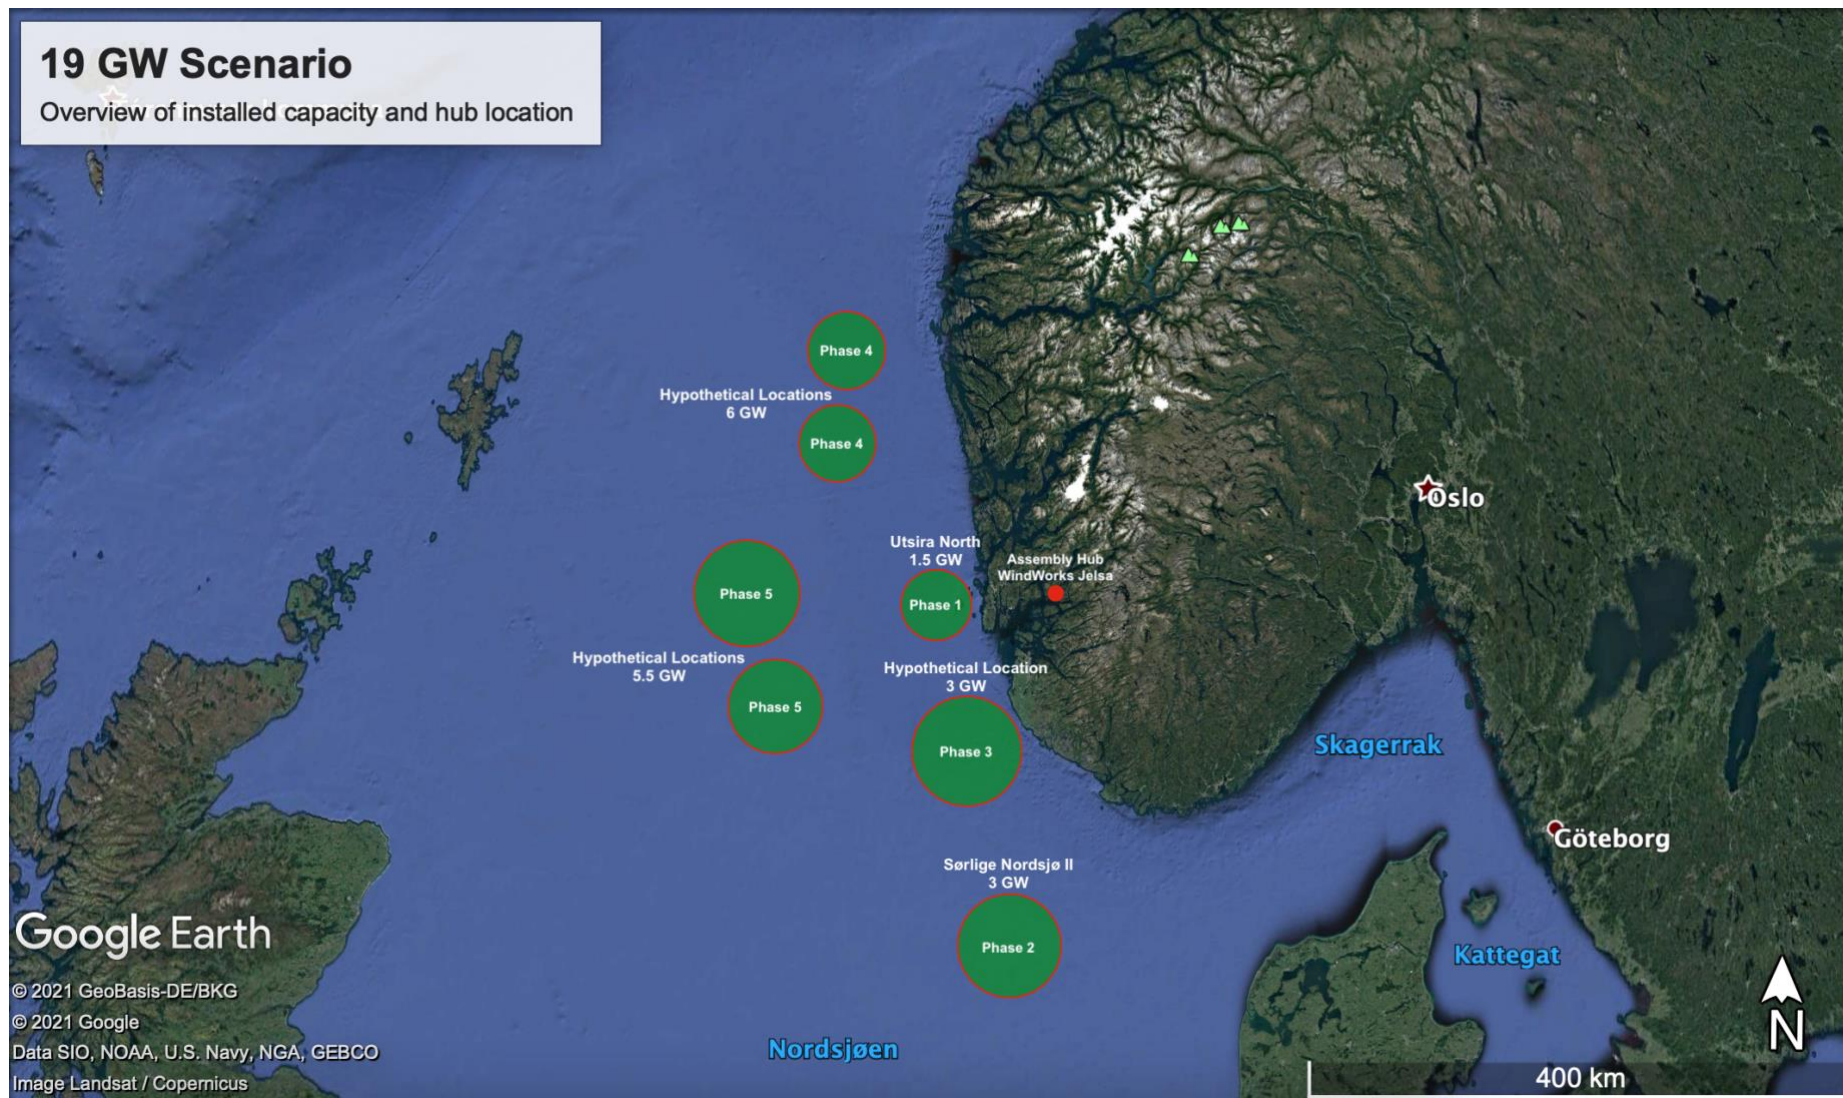 19 GW Scenario
Overview of installed capacity and hub location
Phase 4
Hypothetical Locations
6 GW
Phase 4
Oslo
Utsira North
1.5 GW
Assembly Hub
WindWorks Jelsa
Phase 5
Phase 1
Hypothetical Locations
5.5 GW
Hypothetical Location
3 GW
Phase 5
Phase 3
Skagerrak
Göteborg
Sørlige Nordsjø II
3 GW
Phase 2
Kattegat
Google Earth
© 2021 GeoBasis-DE/BKG
© 2021 Google
Data SIO, NOAA, U.S. Navy, NGA, GEBCO
Image Landsat / Copernicus
Nordsjøen
N
400 km